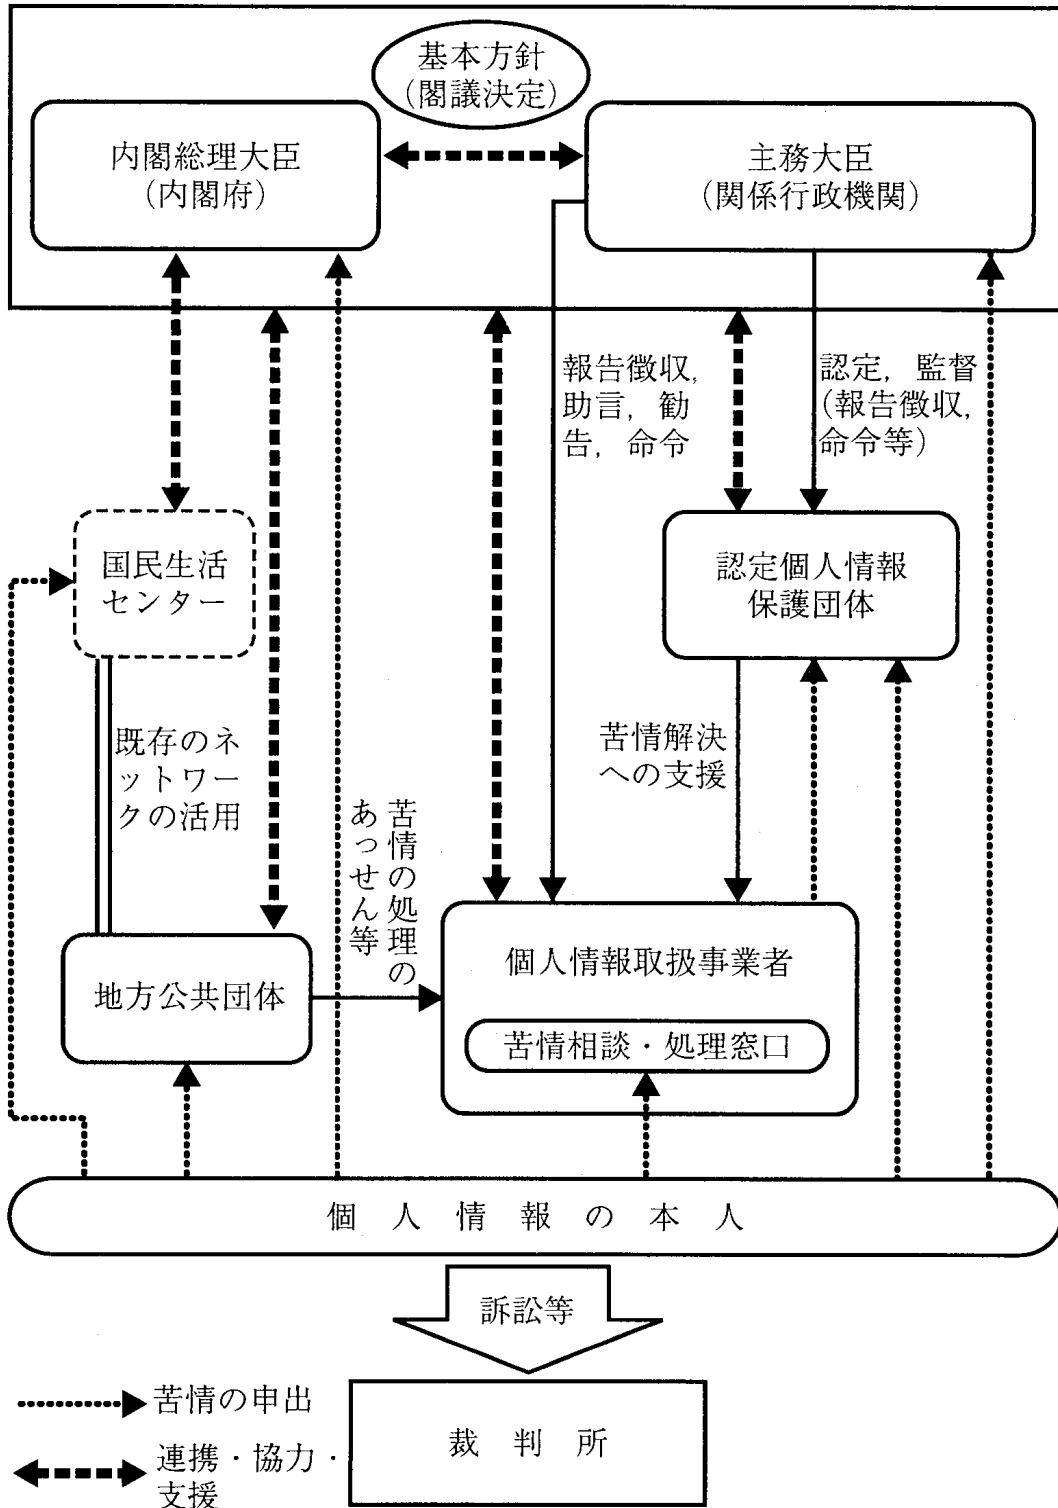 基本方針
(閣議決定)
内閣総理大臣
(内閣府)
主務大臣
(関係行政機関)
報告徴収,
助言, 勧
告, 命令
認定, 監督
(報告徴収,
命令等)
国民生活
センター
認定個人情報
保護団体
既存のネ
ットワー
クの活用
苦情解決
への支援
苦情の処理の
あっせん等
地方公共団体
個人情報取扱事業者
苦情相談・処理窓口
個人情報の本人
訴訟等
苦情の申出
連携・協力・
支援
裁判所